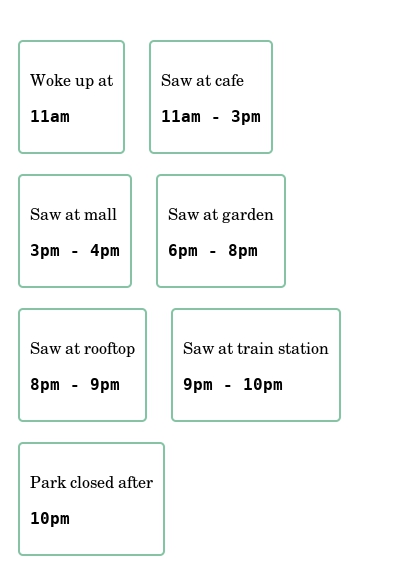 Woke up at
11am
Saw at cafe
11am - 3pm
Saw at mall
3pm - 4pm
Saw at garden
6pm - 8pm
Saw at rooftop
8pm - 9pm
Saw at train station
9pm - 10pm
Park closed after
10pm